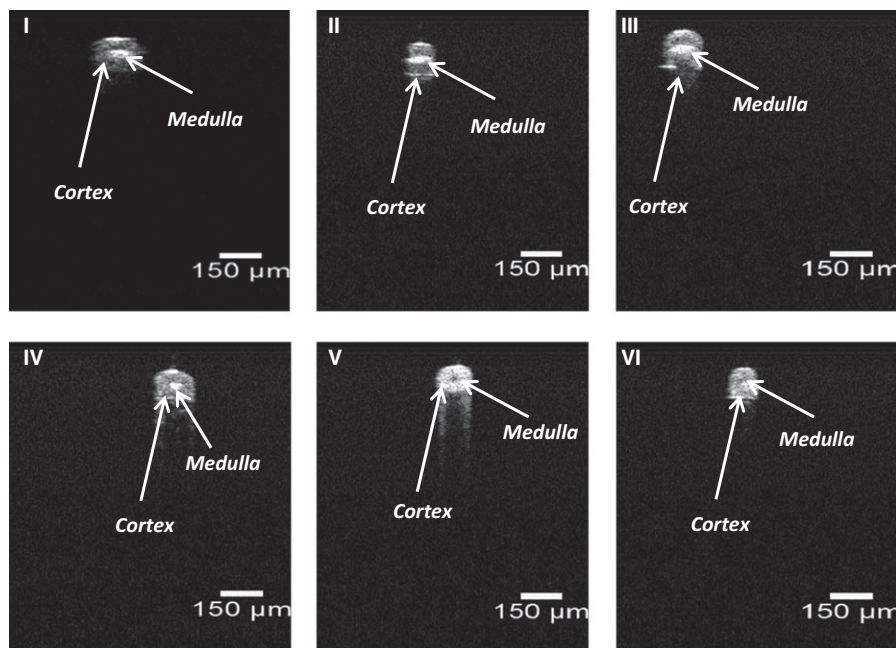 I
Medulla
Cortex
150 µm
II
Medulla
Cortex
150 µm
III
Medulla
Cortex
150 µm
IV
Medulla
Cortex
150 µm
V
Medulla
Cortex
150 µm
VI
Medulla
Cortex
150 µm